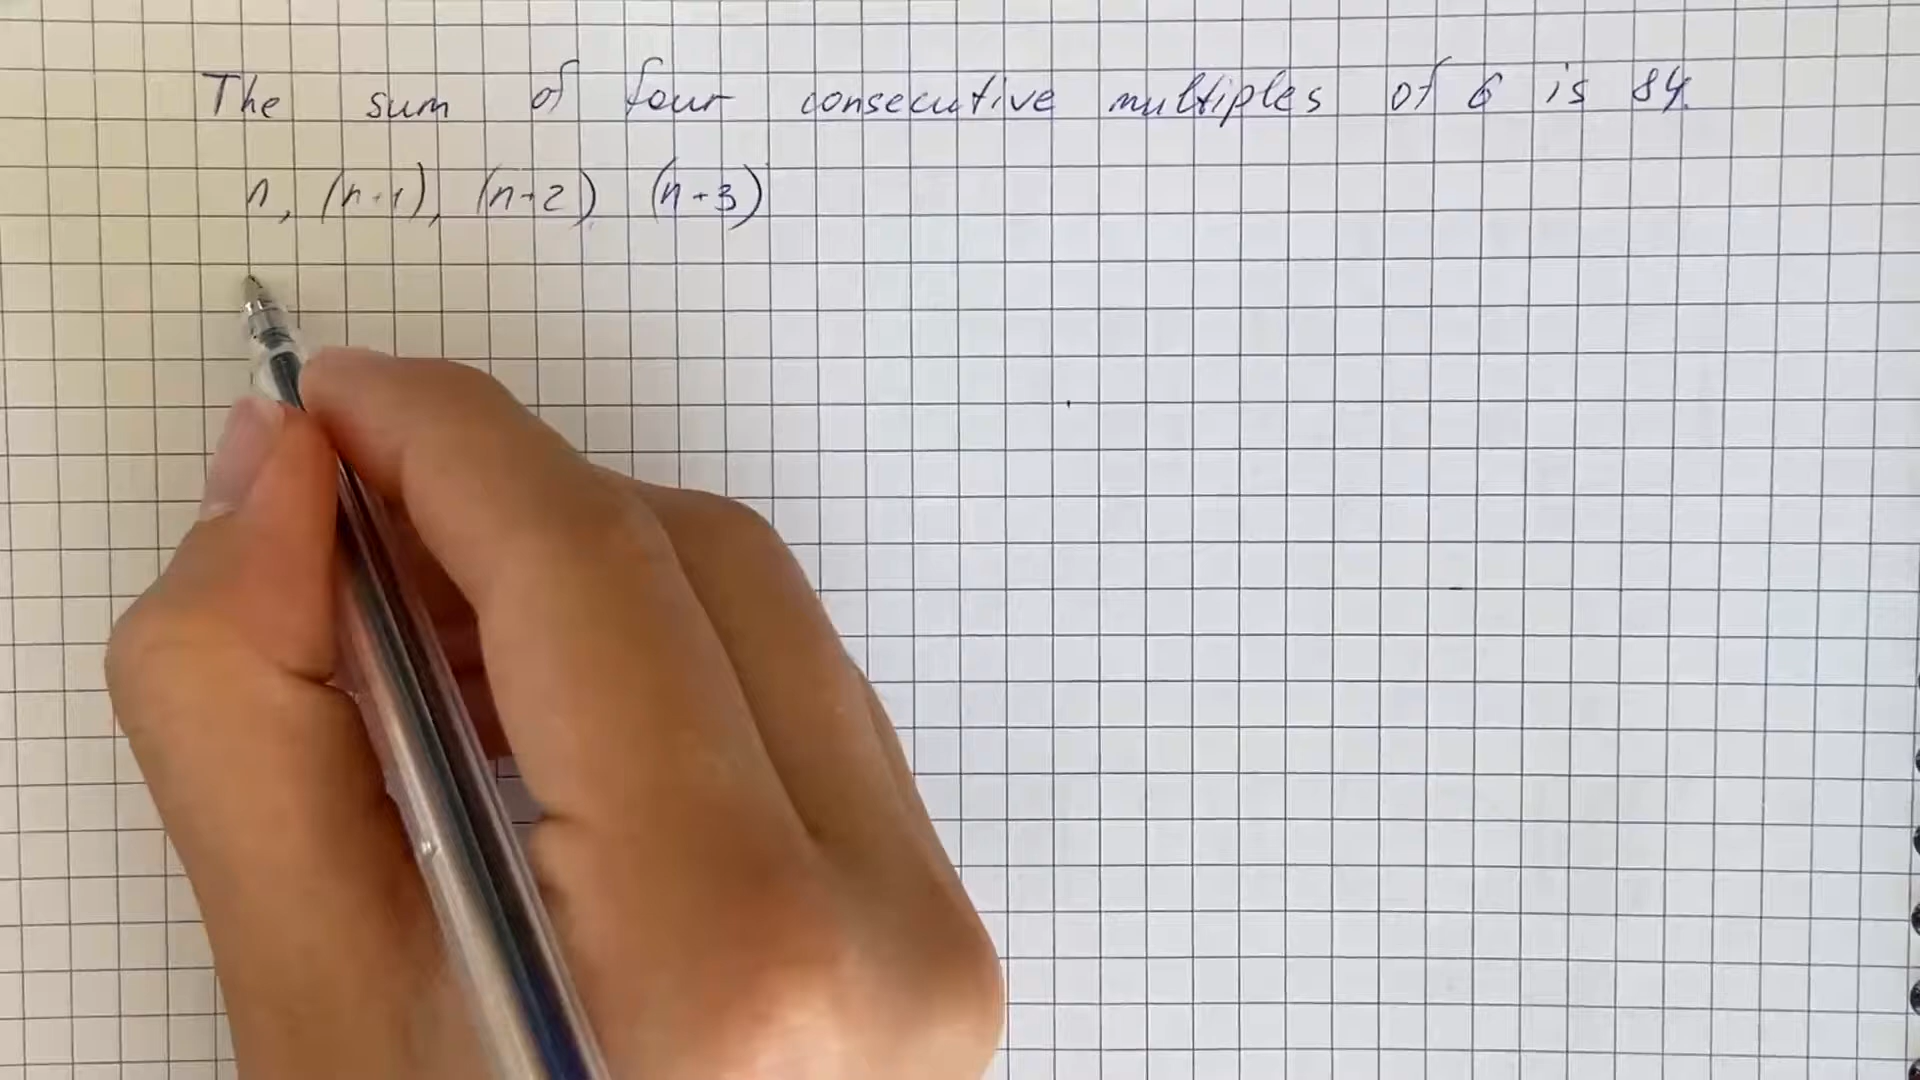 The sum of four consecutive multiples of 6 is 84.
n, (n+1), (n+2) (n+3)